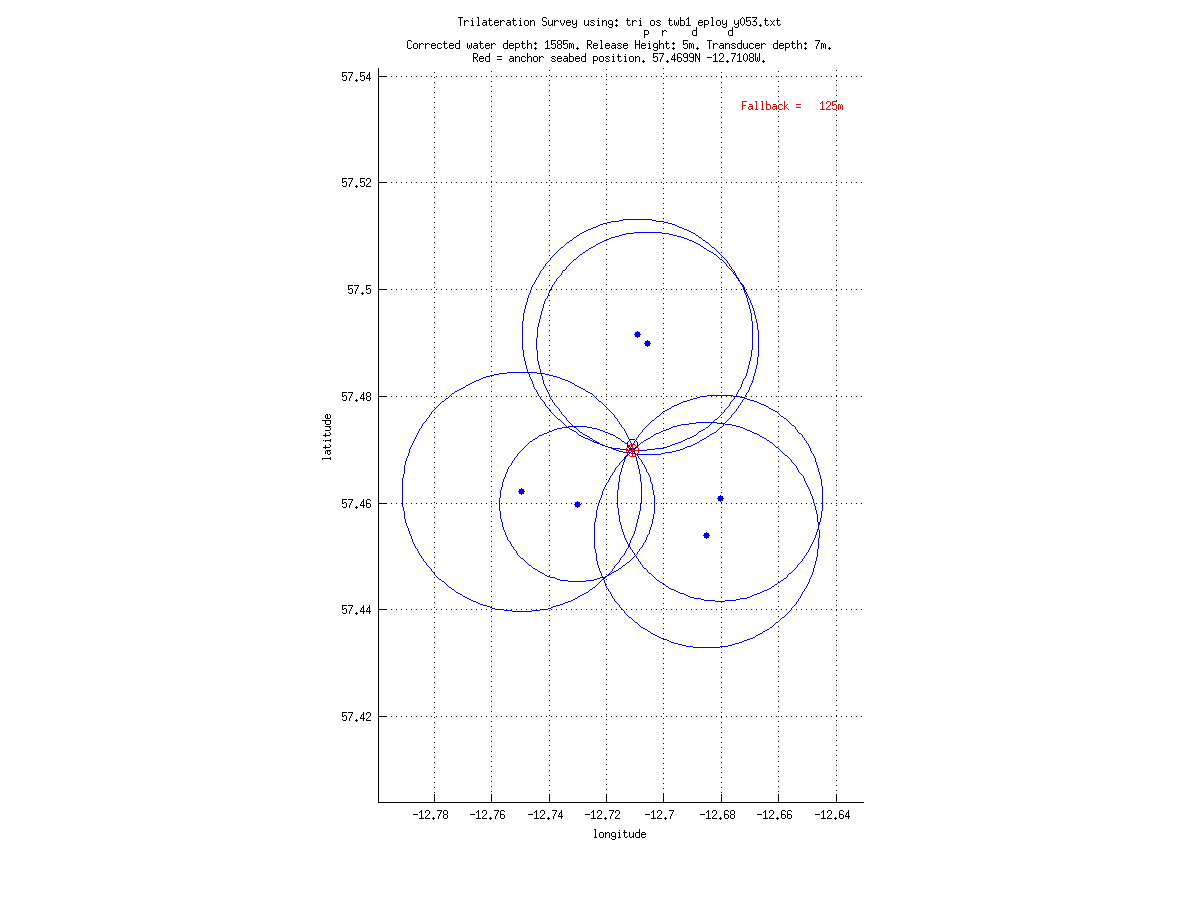 Trilateration Survey using: tri os twb1 eploy y053.txt
p r d d
Corrected water depth: 1585m. Release Height: 5m. Transducer depth: 7m.
Red = anchor seabed position. 57.4699N -12.7108W.
Fallback = 125m
57.54
57.52
57.5
57.48
57.46
57.44
57.42
latitude
-12.78 -12.76 -12.74 -12.72 -12.7 -12.68 -12.66 -12.64
longitude